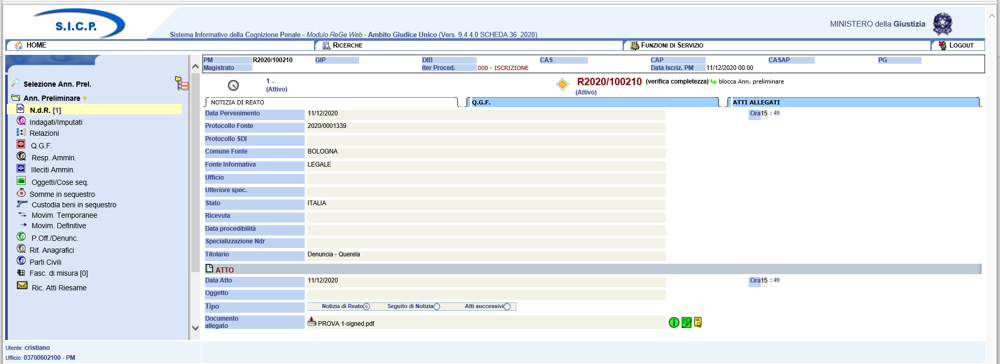 S.I.C.P.
MINISTERO della Giustizia
Sistema Informativo della Cognizione Penale - Modulo ReGe Web - Ambito Giudice Unico (Vers. 9.4.4.0 SCHEDA 36_2020)
HOME RICERCHE FUNZIONI DI SERVIZIO LOGOUT
PM R2020/100210 GIP DIB CAS CAP CASAP PG
Magistrato Iter Proced. 000 - ISCRIZIONE Data Iscriz. PM 11/12/2020 00:00
1 -
(Attivo)
R2020/100210 (verifica completezza) blocca Ann. preliminare
(Attivo)
Selezione Ann. Prel.
Ann. Preliminare
N.d.R. [1]
Indagati/Imputati
Relazioni
Q.G.F.
Resp. Ammin.
Illeciti Ammin.
Oggetti/Cose seq.
Somme in sequestro
Custodia beni in sequestro
Movim. Temporanee
Movim. Definitive
P.Off./Denunc.
Rif. Anagrafici
Parti Civili
Fasc. di misura [0]
Ric. Atti Riesame
NOTIZIA DI REATO Q.G.F. ATTI ALLEGATI
Data Pervenimento 11/12/2020 Ora 15 : 49
Protocollo Fonte 2020/0001339
Protocollo SDI
Comune Fonte BOLOGNA
Fonte Informativa LEGALE
Ufficio
Ulteriore spec.
Stato ITALIA
Ricevuta
Data procedibilità
Specializzazione Ndr
Titolario Denuncia - Querela
ATTO
Data Atto 11/12/2020 Ora 15 : 49
Oggetto
Tipo Notizia di Reato Seguito di Notizia Atti successivi
Documento
allegato PROVA 1-signed.pdf
Utente: cristiano
Ufficio: 03700602100 - PM